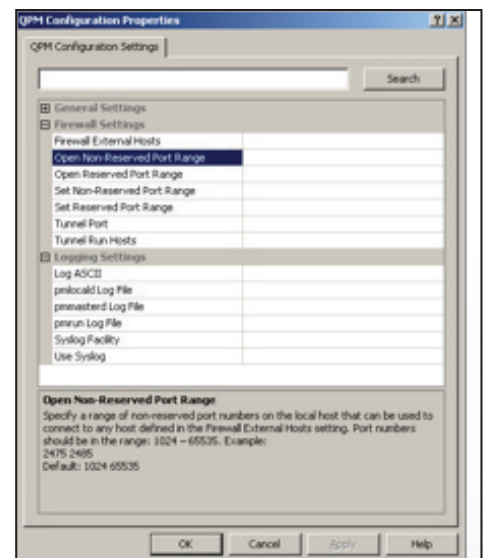 QPM Configuration Properties
QPM Configuration Settings
Search
General Settings
Firewall Settings
Firewall External Hosts
Open Non-Reserved Port Range
Open Reserved Port Range
Set Non-Reserved Port Range
Set Reserved Port Range
Tunnel Port
Tunnel Run Hosts
Logging Settings
Log ASCII
pmlocald Log File
pmmasterd Log File
pmrun Log File
Syslog Facility
Use Syslog
Open Non-Reserved Port Range
Specify a range of non-reserved port numbers on the local host that can be used to
connect to any host defined in the Firewall External Hosts setting. Port numbers
should be in the range: 1024 – 65535. Example:
2475 2485
Default: 1024 65535
OK Cancel Apply Help